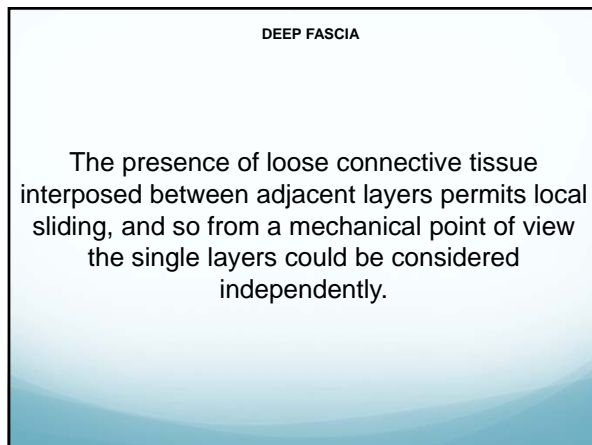 DEEP FASCIA
The presence of loose connective tissue
interposed between adjacent layers permits local
sliding, and so from a mechanical point of view
the single layers could be considered
independently.